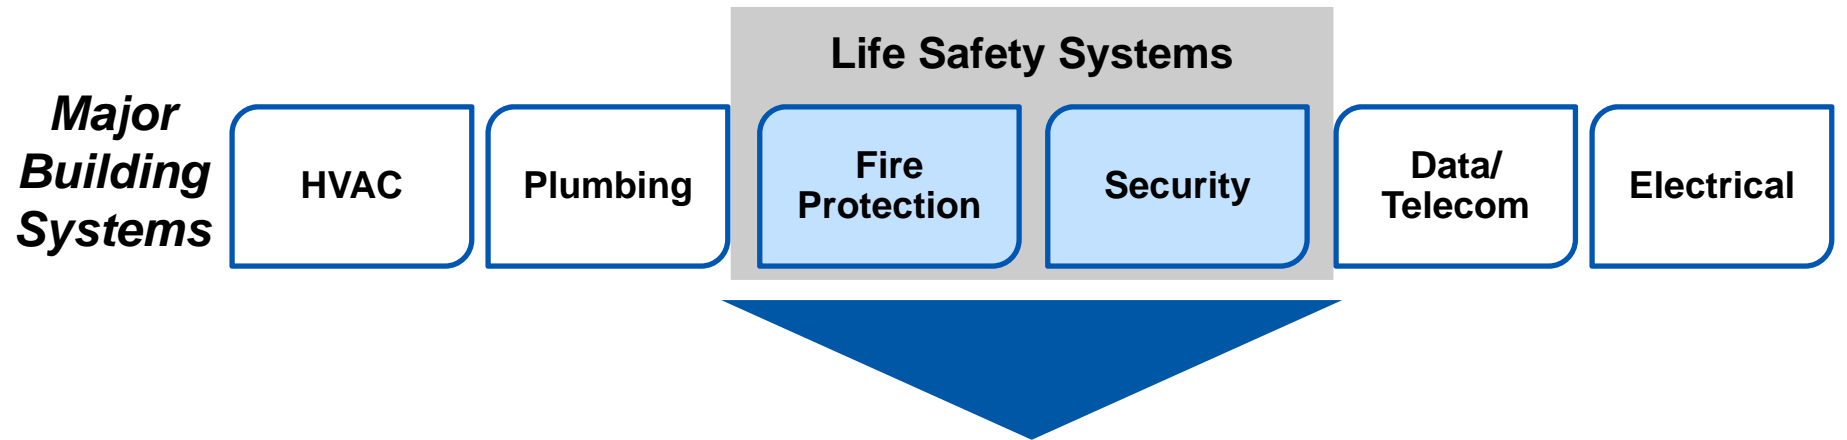 Life Safety Systems
Major
Building
Systems
HVAC
Plumbing
Fire
Protection
Security
Data/
Telecom
Electrical